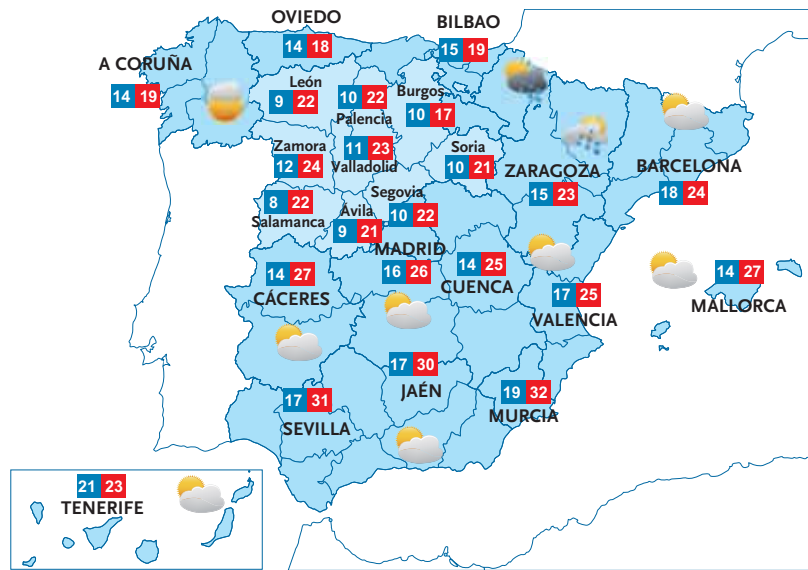 OVIEDO
14 18
BILBAO
15 19
A CORUÑA
14 19
León
9 22
10 22
Palencia
Burgos
10 17
Zamora
12 24
11 23
Valladolid
Soria
10 21
ZARAGOZA
15 23
BARCELONA
18 24
8 22
Salamanca
Ávila
9 21
Segovia
10 22
MADRID
16 26
14 25
CUENCA
14 27
CÁCERES
17 25
VALENCIA
14 27
MALLORCA
17 30
JAÉN
19 32
MURCIA
17 31
SEVILLA
21 23
TENERIFE